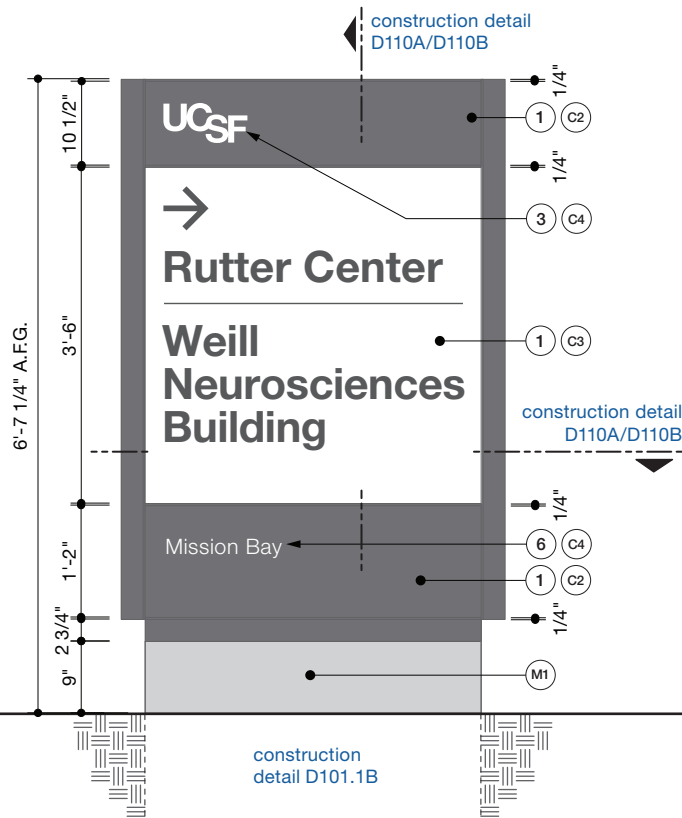 construction detail
D110A/D110B
1/4"
10 1/2"
UCSF
1 C2
1/4"
3 C4
Rutter Center
6'-7 1/4" A.F.G.
3'-6"
Weill
Neurosciences
Building
1 C3
construction detail
D110A/D110B
1/4"
1'-2"
Mission Bay
6 C4
1 C2
2 3/4"
1/4"
9"
M1
construction
detail D101.1B